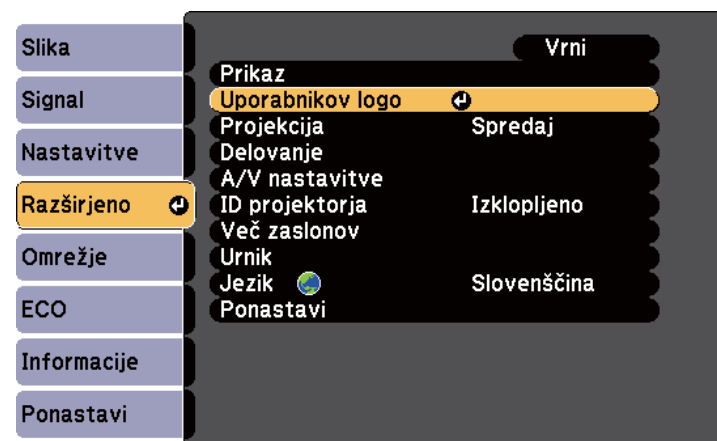 Slika
Signal
Nastavitve
Razširjeno
Omrežje
ECO
Informacije
Ponastavi
Vrni
Prikaz
Uporabnikov logo
Projekcija Spredaj
Delovanje
A/V nastavitve
ID projektorja Izklopljeno
Več zaslonov
Urnik
Jezik Slovenščina
Ponastavi